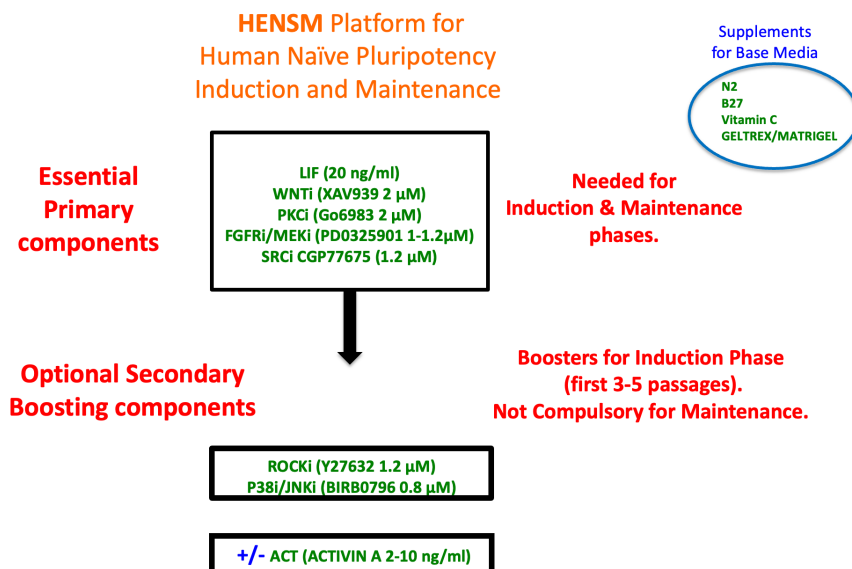 HENSM Platform for
Human Naïve Pluripotency
Induction and Maintenance
Supplements
for Base Media
N2
B27
Vitamin C
GELTREX/MATRIGEL
Essential
Primary
components
LIF (20 ng/ml)
WNTi (XAV939 2 µM)
PKCi (Go6983 2 µM)
FGFRi/MEKi (PD0325901 1-1.2µM)
SRCi CGP77675 (1.2 µM)
Needed for
Induction & Maintenance
phases.
Optional Secondary
Boosting components
Boosters for Induction Phase
(first 3-5 passages).
Not Compulsory for Maintenance.
ROCKi (Y27632 1.2 µM)
P38i/JNKi (BIRB0796 0.8 µM)
+/- ACT (ACTIVIN A 2-10 ng/ml)